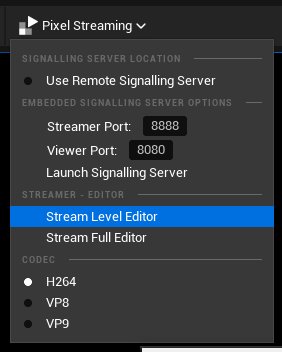 Pixel Streaming
SIGNALLING SERVER LOCATION
Use Remote Signalling Server
EMBEDDED SIGNALLING SERVER OPTIONS
Streamer Port: 8888
Viewer Port: 8080
Launch Signalling Server
STREAMER - EDITOR
Stream Level Editor
Stream Full Editor
CODEC
H264
VP8
VP9